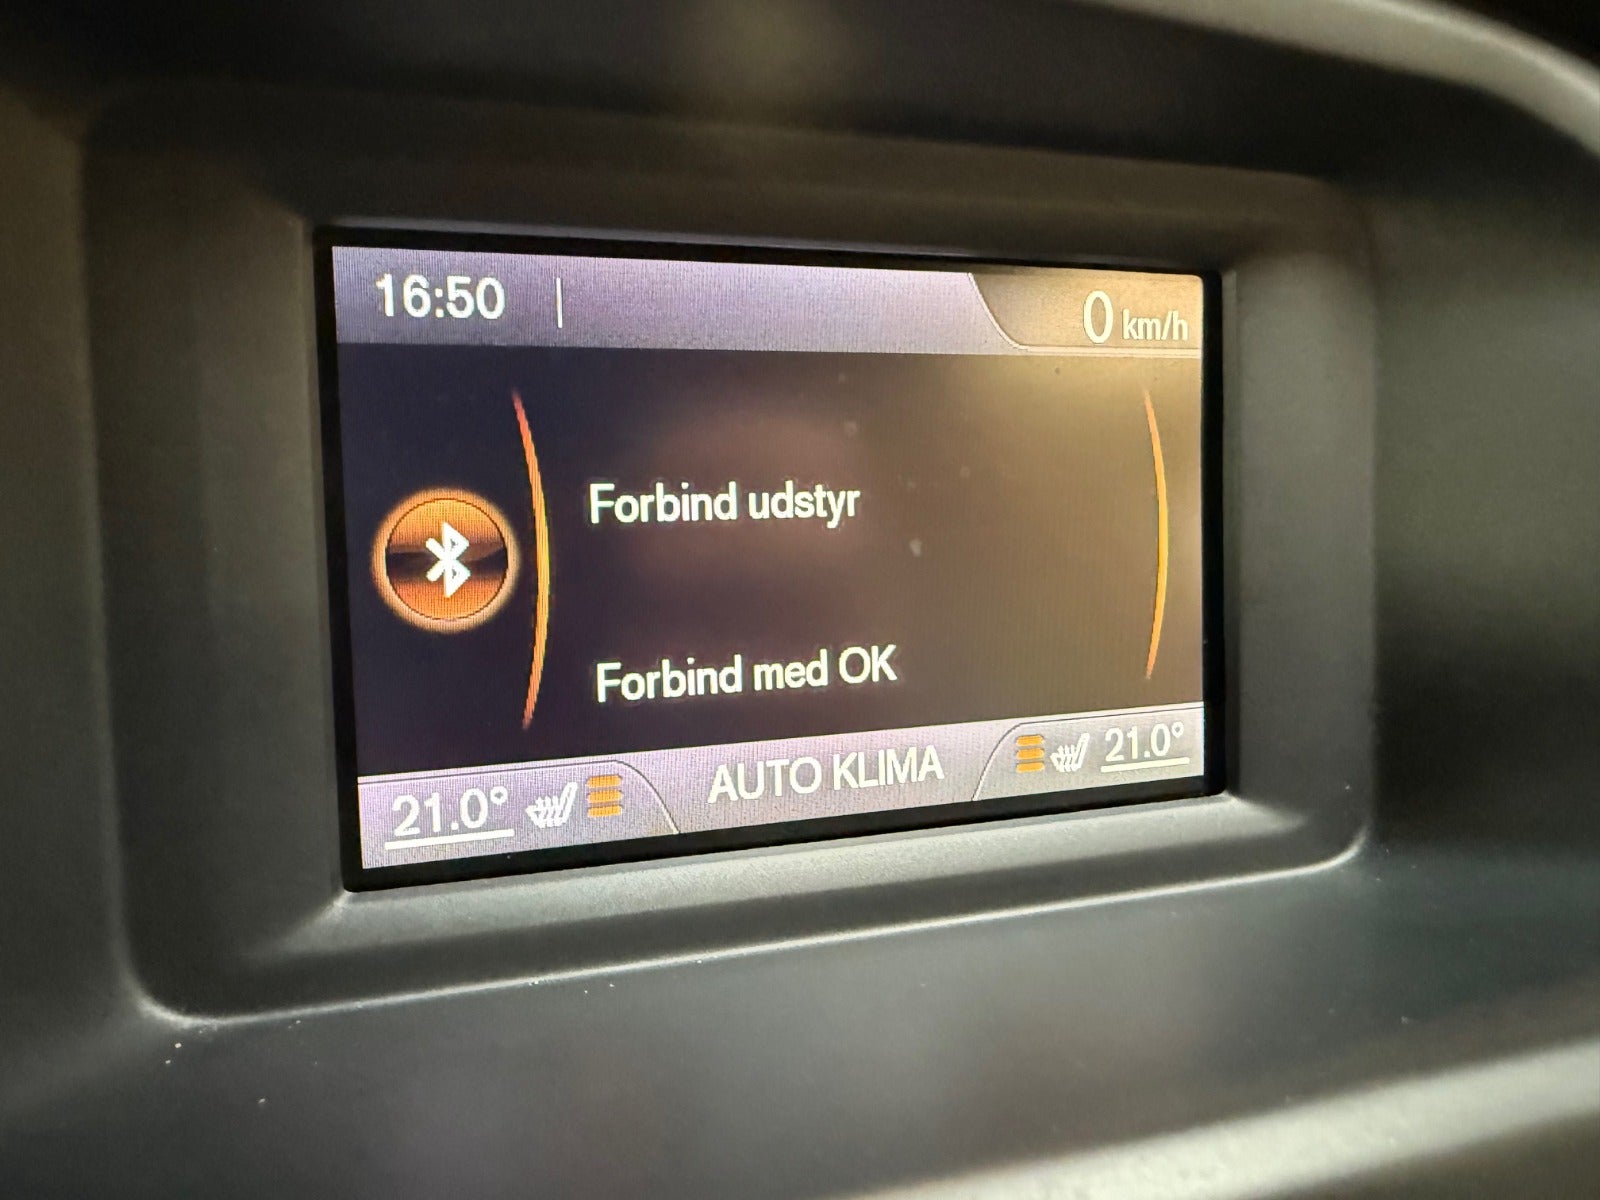 16:50
0 km/h
Forbind udstyr
Forbind med OK
21.0° AUTO KLIMA 21.0°